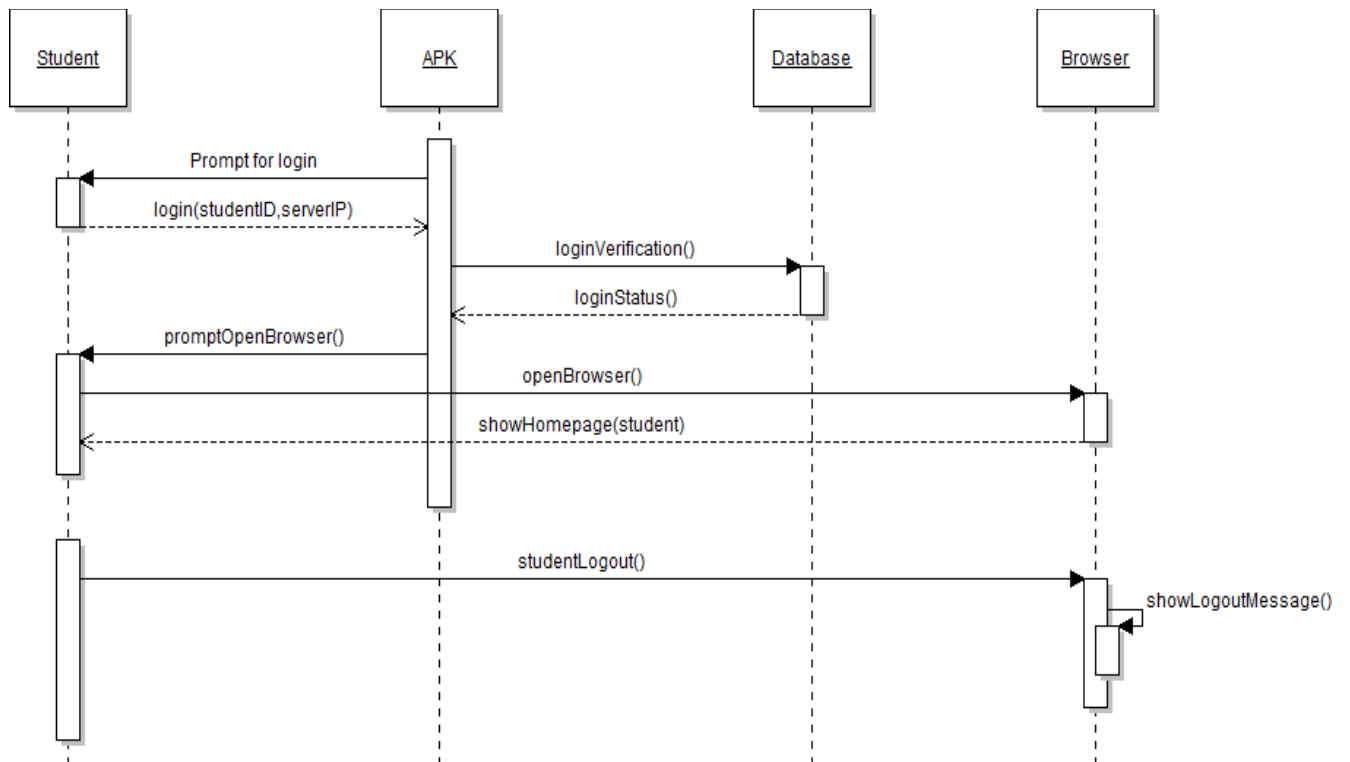 Student
APK
Database
Browser
Prompt for login
login(studentID,serverIP)
loginVerification()
loginStatus()
promptOpenBrowser()
openBrowser()
showHomepage(student)
studentLogout()
showLogoutMessage()